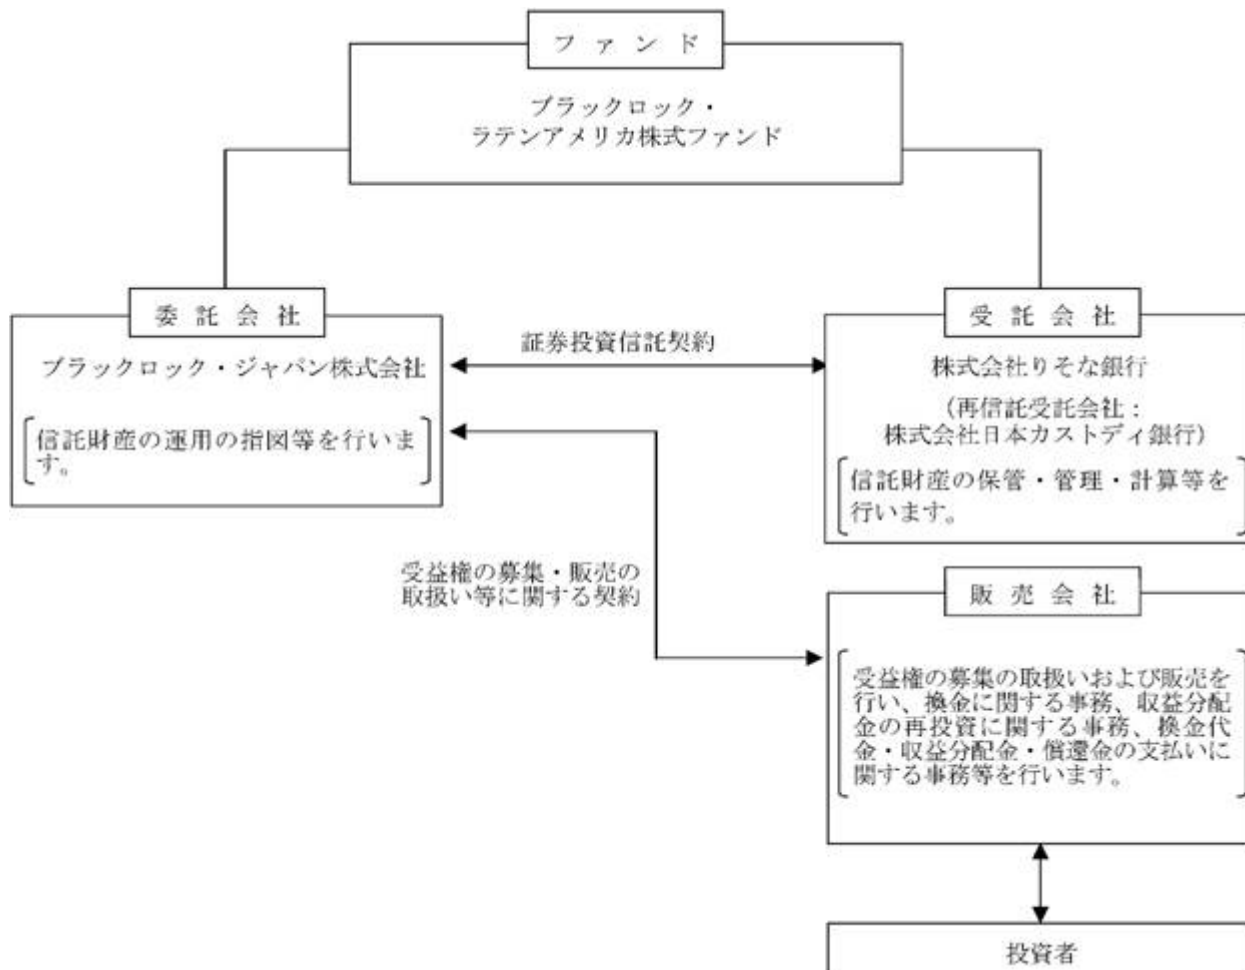 ファンド
ブラックロック・
ラテンアメリカ株式ファンド
委託会社
ブラックロック・ジャパン株式会社
信託財産の運用の指図等を行いま
す。
証券投資信託契約
受託会社
株式会社りそな銀行
（再信託受託会社：
株式会社日本カストディ銀行）
信託財産の保管・管理・計算等を
行います。
受益権の募集・販売の
取扱い等に関する契約
販売会社
受益権の募集の取扱いおよび販売を
行い、換金に関する事務、収益分配
金の再投資に関する事務、換金代
金・収益分配金・償還金の支払いに
関する事務等を行います。
投資者